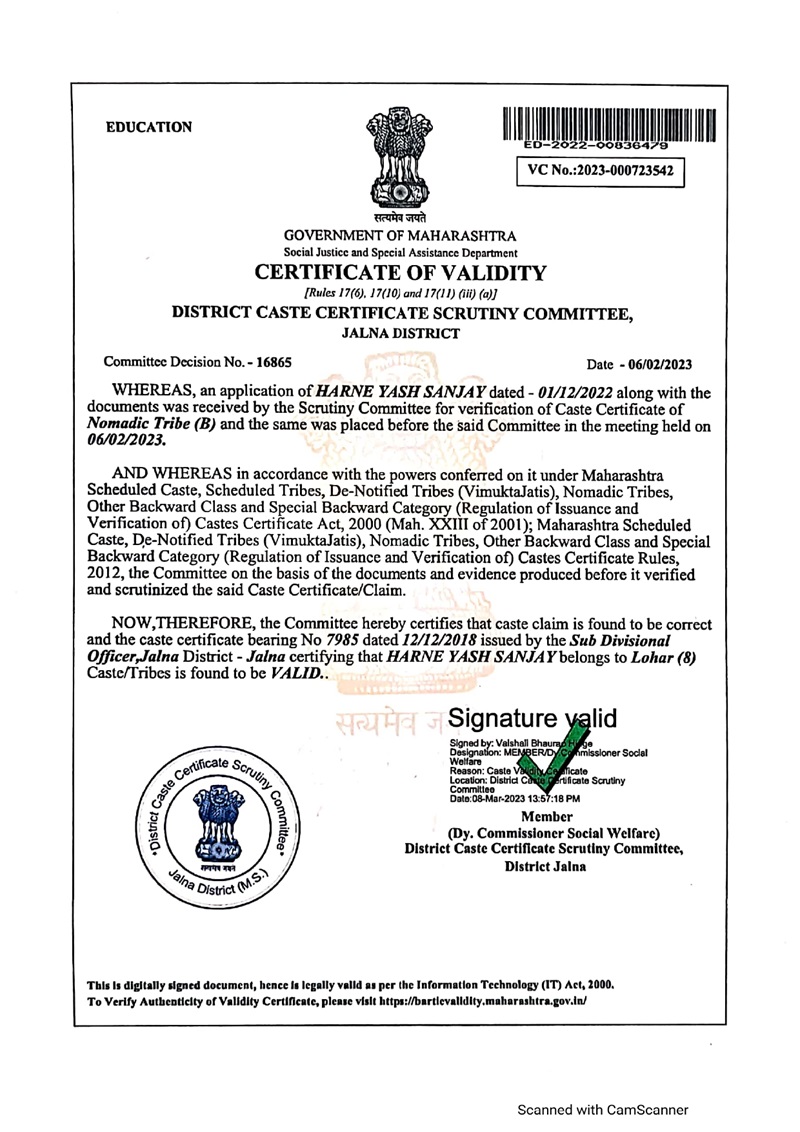 EDUCATION
ED-2022-00836479
VC No.:2023-000723542
सत्यमेव जयते
GOVERNMENT OF MAHARASHTRA
Social Justice and Special Assistance Department
CERTIFICATE OF VALIDITY
[Rules 17(6), 17(10) and 17(11) (iii) (a)]
DISTRICT CASTE CERTIFICATE SCRUTINY COMMITTEE,
JALNA DISTRICT
Committee Decision No. - 16865
Date - 06/02/2023
WHEREAS, an application of HARNE YASH SANJAY dated - 01/12/2022 along with the
documents was received by the Scrutiny Committee for verification of Caste Certificate of
Nomadic Tribe (B) and the same was placed before the said Committee in the meeting held on
06/02/2023.
AND WHEREAS in accordance with the powers conferred on it under Maharashtra
Scheduled Caste, Scheduled Tribes, De-Notified Tribes (VimuktaJatis), Nomadic Tribes,
Other Backward Class and Special Backward Category (Regulation of Issuance and
Verification of) Castes Certificate Act, 2000 (Mah. XXIII of 2001); Maharashtra Scheduled
Caste, De-Notified Tribes (VimuktaJatis), Nomadic Tribes, Other Backward Class and Special
Backward Category (Regulation of Issuance and Verification of) Castes Certificate Rules,
2012, the Committee on the basis of the documents and evidence produced before it verified
and scrutinized the said Caste Certificate/Claim.
NOW,THEREFORE, the Committee hereby certifies that caste claim is found to be correct
and the caste certificate bearing No 7985 dated 12/12/2018 issued by the Sub Divisional
Officer,Jalna District - Jalna certifying that HARNE YASH SANJAY belongs to Lohar (8)
Caste/Tribes is found to be VALID..
सत्यमेव
Signature valid
Signed by: Vaishali Bhaurao
Designation: MEMBER/Dy Commissioner Social
Welfare
Reason: Caste Validity Certificate
Location: District Caste Certificate Scrutiny
Committee
Date:08-Mar-2023 13:57:18 PM
Member
(Dy. Commissioner Social Welfare)
District Caste Certificate Scrutiny Committee,
District Jalna
District Caste Certificate Scrutiny Committee
सत्यमेव जयते
Jalna District (M.S.)
This is digitally signed document, hence is legally valid as per the Information Technology (IT) Act, 2000.
To Verify Authenticity of Validity Certificate, please visit https://bartievalidity.maharashtra.gov.in/
Scanned with CamScanner